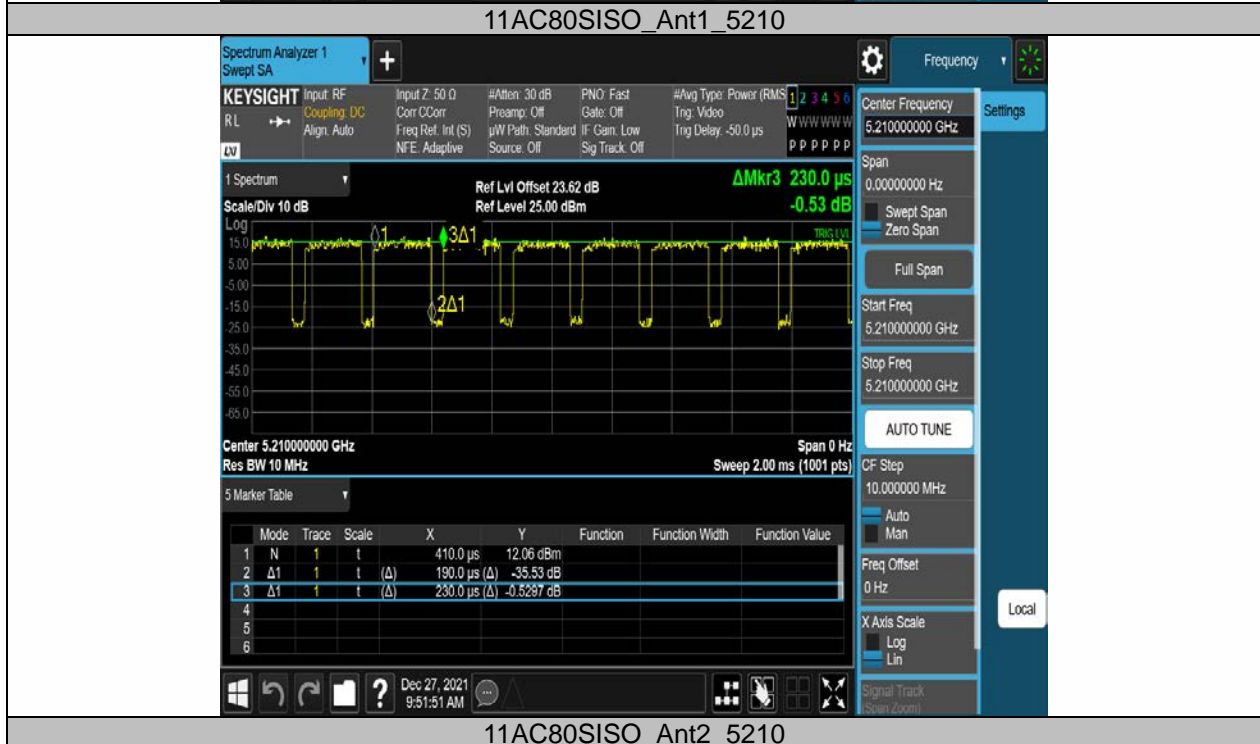 11AC80SISO_Ant1_5210
Spectrum Analyzer 1
Swept SA
Frequency
KEYSIGHT
RL
LXI
Input: RF
Coupling: DC
Align: Auto
Input Z: 50 Ω
Corr CCorr
Freq Ref: Int (S)
NFE: Adaptive
#Atten: 30 dB
Preamp: Off
µW Path: Standard
Source: Off
PNO: Fast
Gate: Off
IF Gain: Low
Sig Track: Off
#Avg Type: Power (RMS
Trig: Video
Trig Delay: -50.0 µs
1 2 3 4 5 6
W W W W W W
P P P P P P
1 Spectrum
Scale/Div 10 dB
Ref Lvl Offset 23.62 dB
Ref Level 25.00 dBm
ΔMkr3 230.0 µs
-0.53 dB
Log
TRIG LVL
1
3Δ1
2Δ1
15.0
5.00
-5.00
-15.0
-25.0
-35.0
-45.0
-55.0
-65.0
Center 5.210000000 GHz
Res BW 10 MHz
Span 0 Hz
Sweep 2.00 ms (1001 pts)
5 Marker Table
Mode Trace Scale X Y Function Function Width Function Value
1 N 1 t 410.0 µs 12.06 dBm
2 Δ1 1 t (Δ) 190.0 µs (Δ) -35.53 dB
3 Δ1 1 t (Δ) 230.0 µs (Δ) -0.5297 dB
4
5
6
Dec 27, 2021
9:51:51 AM
Center Frequency
5.210000000 GHz
Settings
Span
0.00000000 Hz
Swept Span
Zero Span
Full Span
Start Freq
5.210000000 GHz
Stop Freq
5.210000000 GHz
AUTO TUNE
CF Step
10.000000 MHz
Auto
Man
Freq Offset
0 Hz
X Axis Scale
Log
Lin
Local
Signal Track
(Span Zoom)
11AC80SISO_Ant2_5210